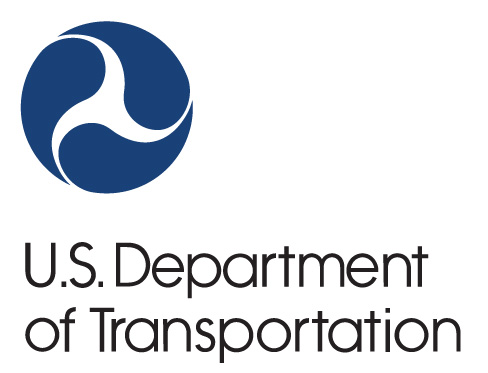 U.S. Department
of Transportation